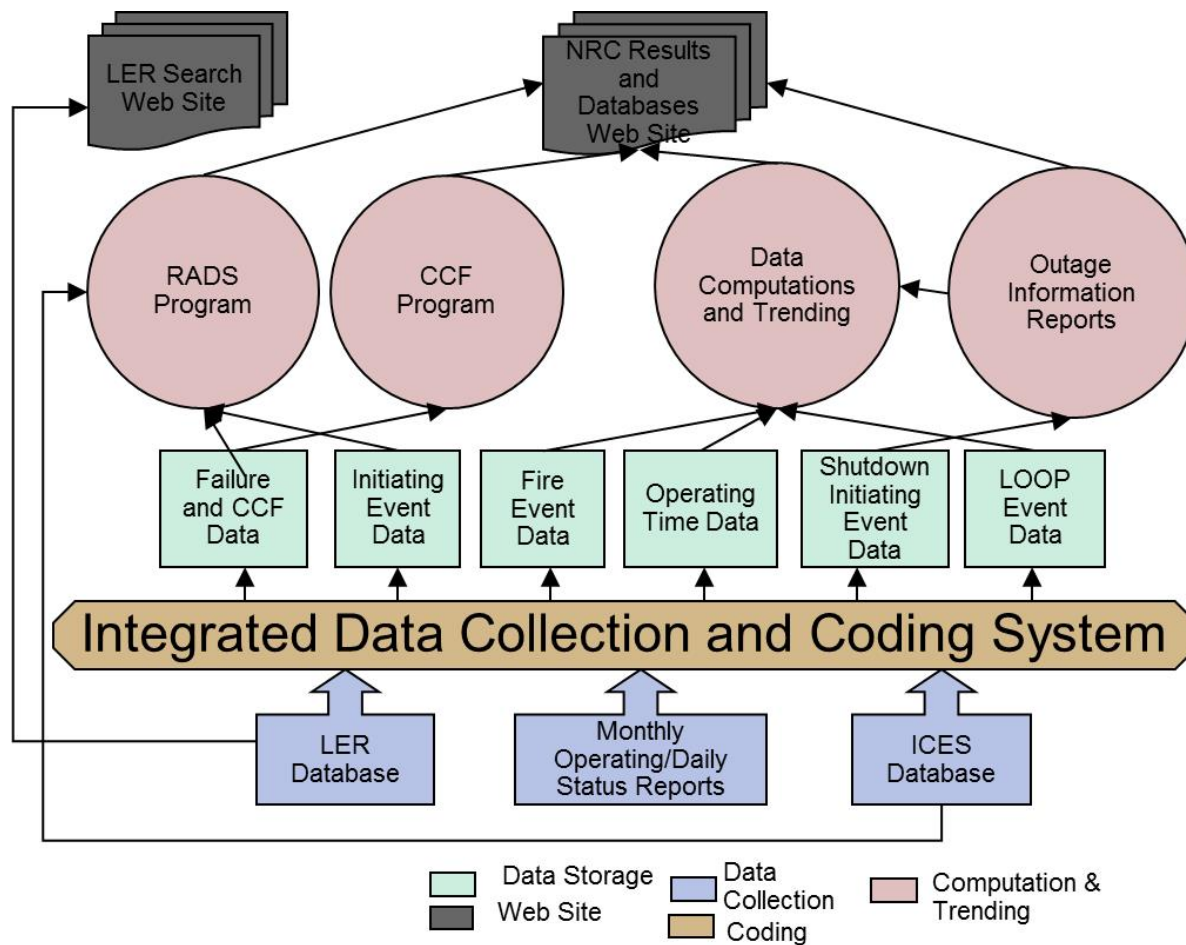 LER Search
Web Site
NRC Results
and
Databases
Web Site
RADS
Program
CCF
Program
Data
Computations
and Trending
Outage
Information
Reports
Failure
and CCF
Data
Initiating
Event
Data
Fire
Event
Data
Operating
Time Data
Shutdown
Initiating
Event
Data
LOOP
Event
Data
Integrated Data Collection and Coding System
LER
Database
Monthly
Operating/Daily
Status Reports
ICES
Database
Data Storage
Web Site
Data
Collection
Coding
Computation &
Trending